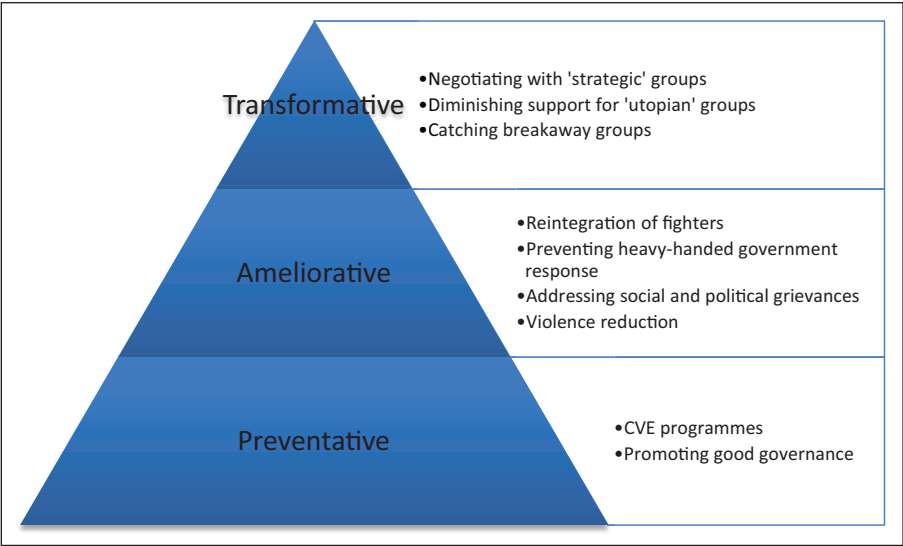 Transformative
•Negotiating with 'strategic' groups
•Diminishing support for 'utopian' groups
•Catching breakaway groups
Ameliorative
•Reintegration of fighters
•Preventing heavy-handed government
response
•Addressing social and political grievances
•Violence reduction
Preventative
•CVE programmes
•Promoting good governance